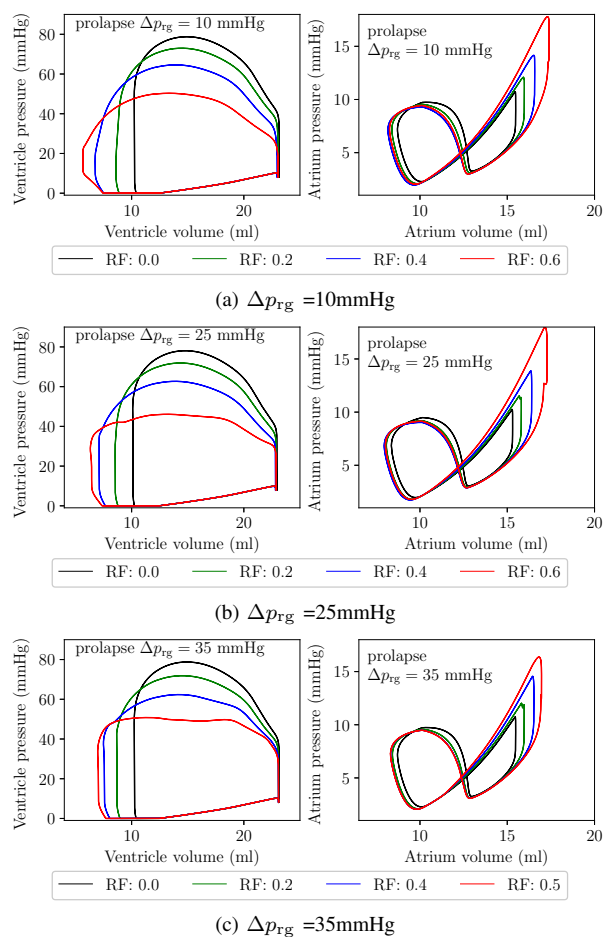 prolapse Δp_rg = 10 mmHg
80
60
40
20
0
Ventricle pressure (mmHg)
10 20
Ventricle volume (ml)
prolapse
Δp_rg = 10 mmHg
15
10
5
Atrium pressure (mmHg)
10 15 20
Atrium volume (ml)
RF: 0.0 RF: 0.2 RF: 0.4 RF: 0.6
(a) Δp_rg =10mmHg
prolapse Δp_rg = 25 mmHg
80
60
40
20
0
Ventricle pressure (mmHg)
10 20
Ventricle volume (ml)
prolapse
Δp_rg = 25 mmHg
15
10
5
Atrium pressure (mmHg)
10 15 20
Atrium volume (ml)
RF: 0.0 RF: 0.2 RF: 0.4 RF: 0.6
(b) Δp_rg =25mmHg
prolapse Δp_rg = 35 mmHg
80
60
40
20
0
Ventricle pressure (mmHg)
10 20
Ventricle volume (ml)
prolapse
Δp_rg = 35 mmHg
15
10
5
Atrium pressure (mmHg)
10 15 20
Atrium volume (ml)
RF: 0.0 RF: 0.2 RF: 0.4 RF: 0.5
(c) Δp_rg =35mmHg